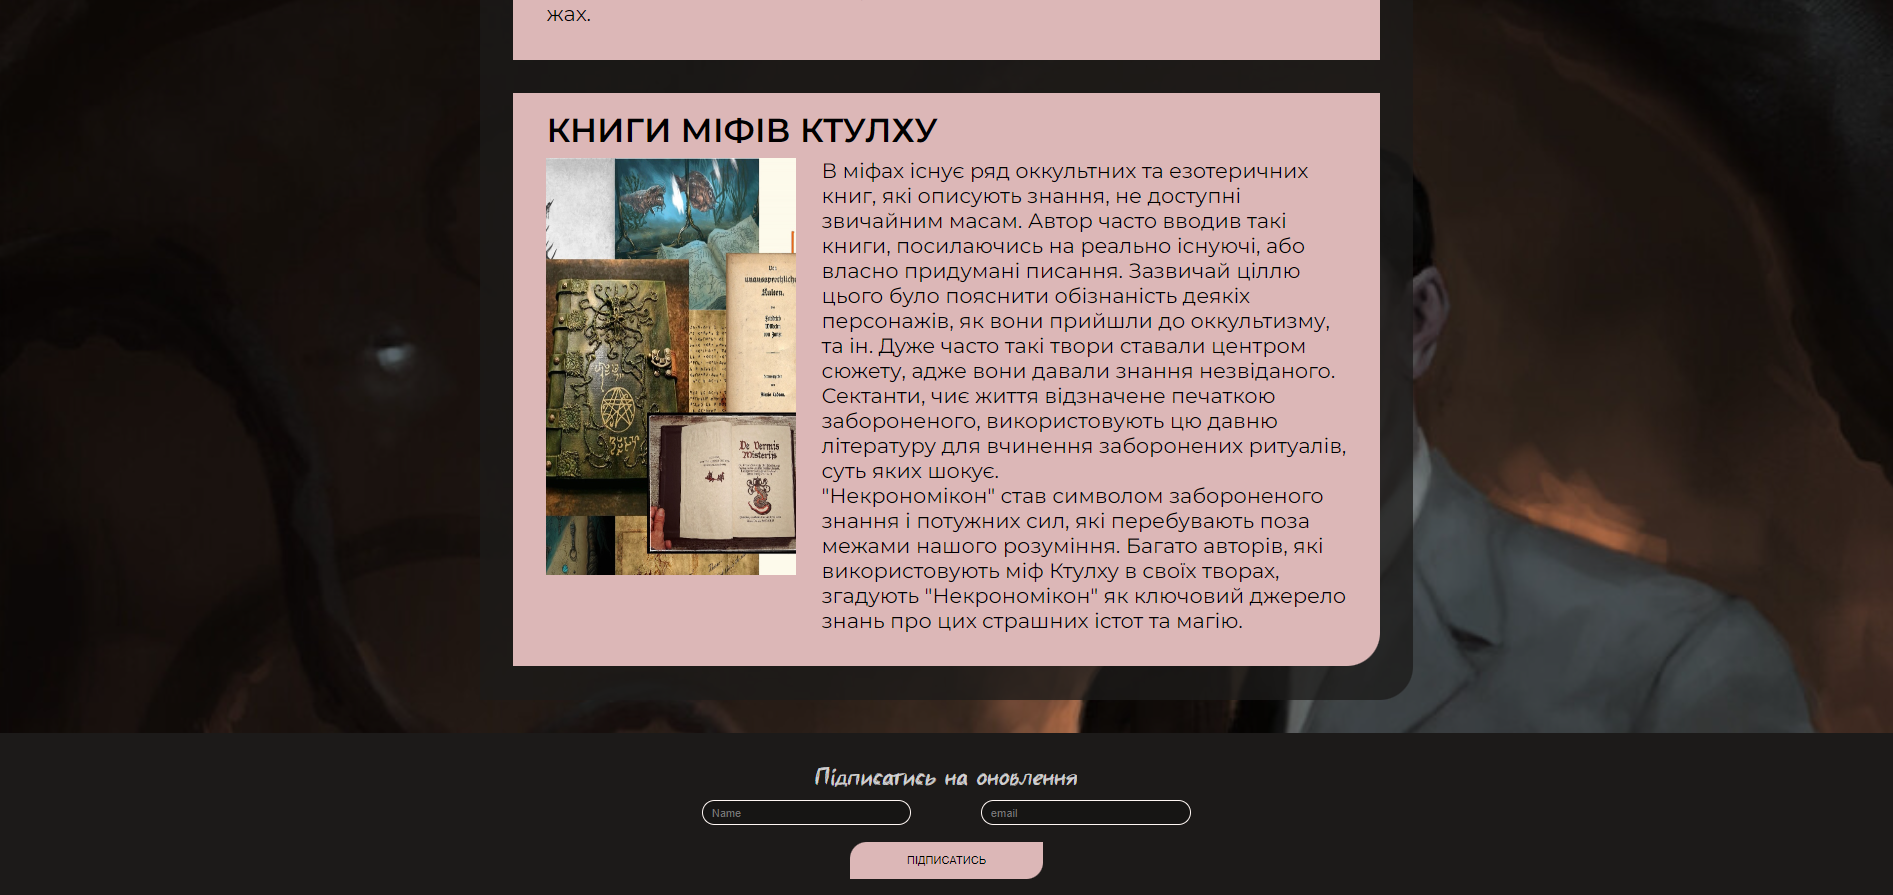 жах.
КНИГИ МІФІВ КТУЛХУ
В міфах існує ряд оккультних та езотеричних
книг, які описують знання, не доступні
звичайним масам. Автор часто вводив такі
книги, посилаючись на реально існуючі, або
власно придумані писання. Зазвичай ціллю
цього було пояснити обізнаність деякіх
персонажів, як вони прийшли до оккультизму,
та ін. Дуже часто такі твори ставали центром
сюжету, адже вони давали знання незвіданого.
Сектанти, чиє життя відзначене печаткою
забороненого, використовують цю давню
літературу для вчинення заборонених ритуалів,
суть яких шокує.
"Некрономікон" став символом забороненого
знання і потужних сил, які перебувають поза
межами нашого розуміння. Багато авторів, які
використовують міф Ктулху в своїх творах,
згадують "Некрономікон" як ключовий джерело
знань про цих страшних істот та магію.
De Vermis
Misterijs
Підписатись на оновлення
Name
email
ПІДПИСАТИСЬ